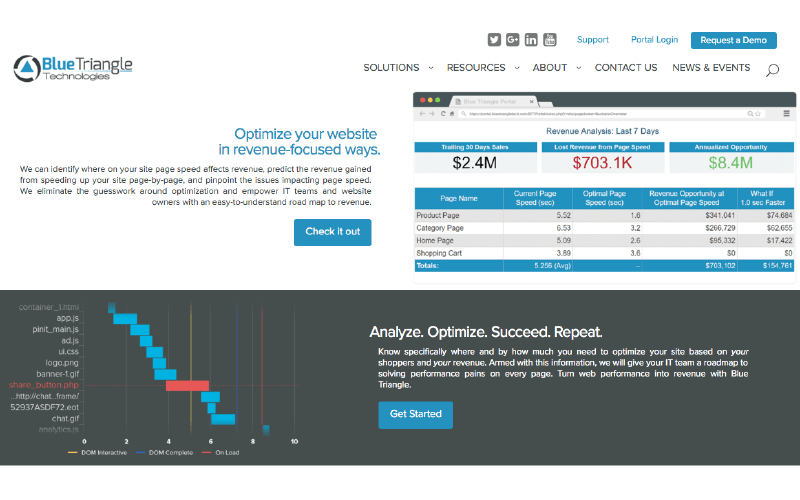 Support
Portal Login
Request a Demo
BlueTriangle
Technologies
SOLUTIONS
RESOURCES
ABOUT
CONTACT US
NEWS & EVENTS
Blue Triangle Portal
Optimize your website
in revenue-focused ways.
We can identify where on your site page speed affects revenue, predict the revenue gained
from speeding up your site page-by-page, and pinpoint the issues impacting page speed.
We eliminate the guesswork around optimization and empower IT teams and website
owners with an easy-to-understand road map to revenue.
Check it out
Revenue Analysis: Last 7 Days
Trailing 30 Days Sales
Lost Revenue from Page Speed
Annualized Opportunity
$2.4M
$703.1K
$8.4M
Page Name
Current Page Speed (sec)
Optimal Page Speed (sec)
Revenue Opportunity at Optimal Page Speed
What If 1.0 sec Faster
Product Page 5.52 1.6 $341,041 $74,684
Category Page 6.53 3.2 $266,729 $62,655
Home Page 5.09 2.6 $95,332 $17,422
Shopping Cart 3.89 3.6 $0 $0
Totals: 5.256 (Avg) – $703,102 $154,761
container_1.html
app.js
pinit_main.js
ad.js
ui.css
logo.png
banner-1.gif
share_button.php
...http://chat...frame/
52937ASDF72.eot
chat.gif
analytics.js
0 2 4 6 8 10
DOM Interactive
DOM Complete
On Load
Analyze. Optimize. Succeed. Repeat.
Know specifically where and by how much you need to optimize your site based on your
shoppers and your revenue. Armed with this information, we will give your IT team a roadmap to
solving performance pains on every page. Turn web performance into revenue with Blue
Triangle.
Get Started